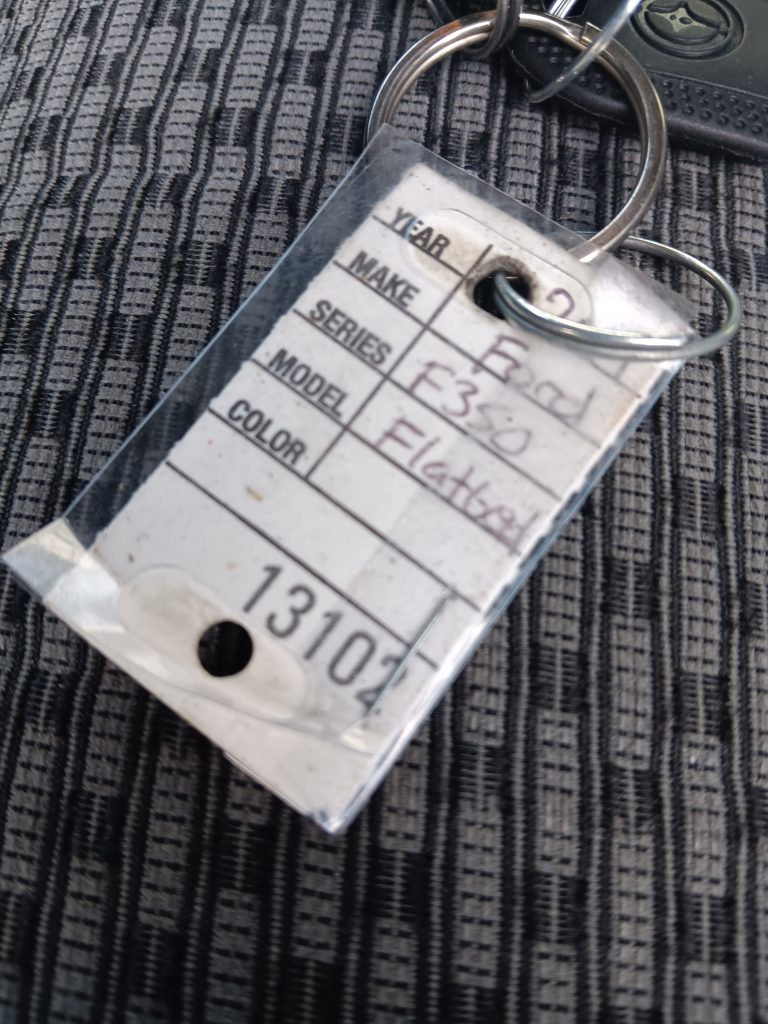 YEAR
MAKE Ford
SERIES F350
MODEL Flatbed
COLOR
13102